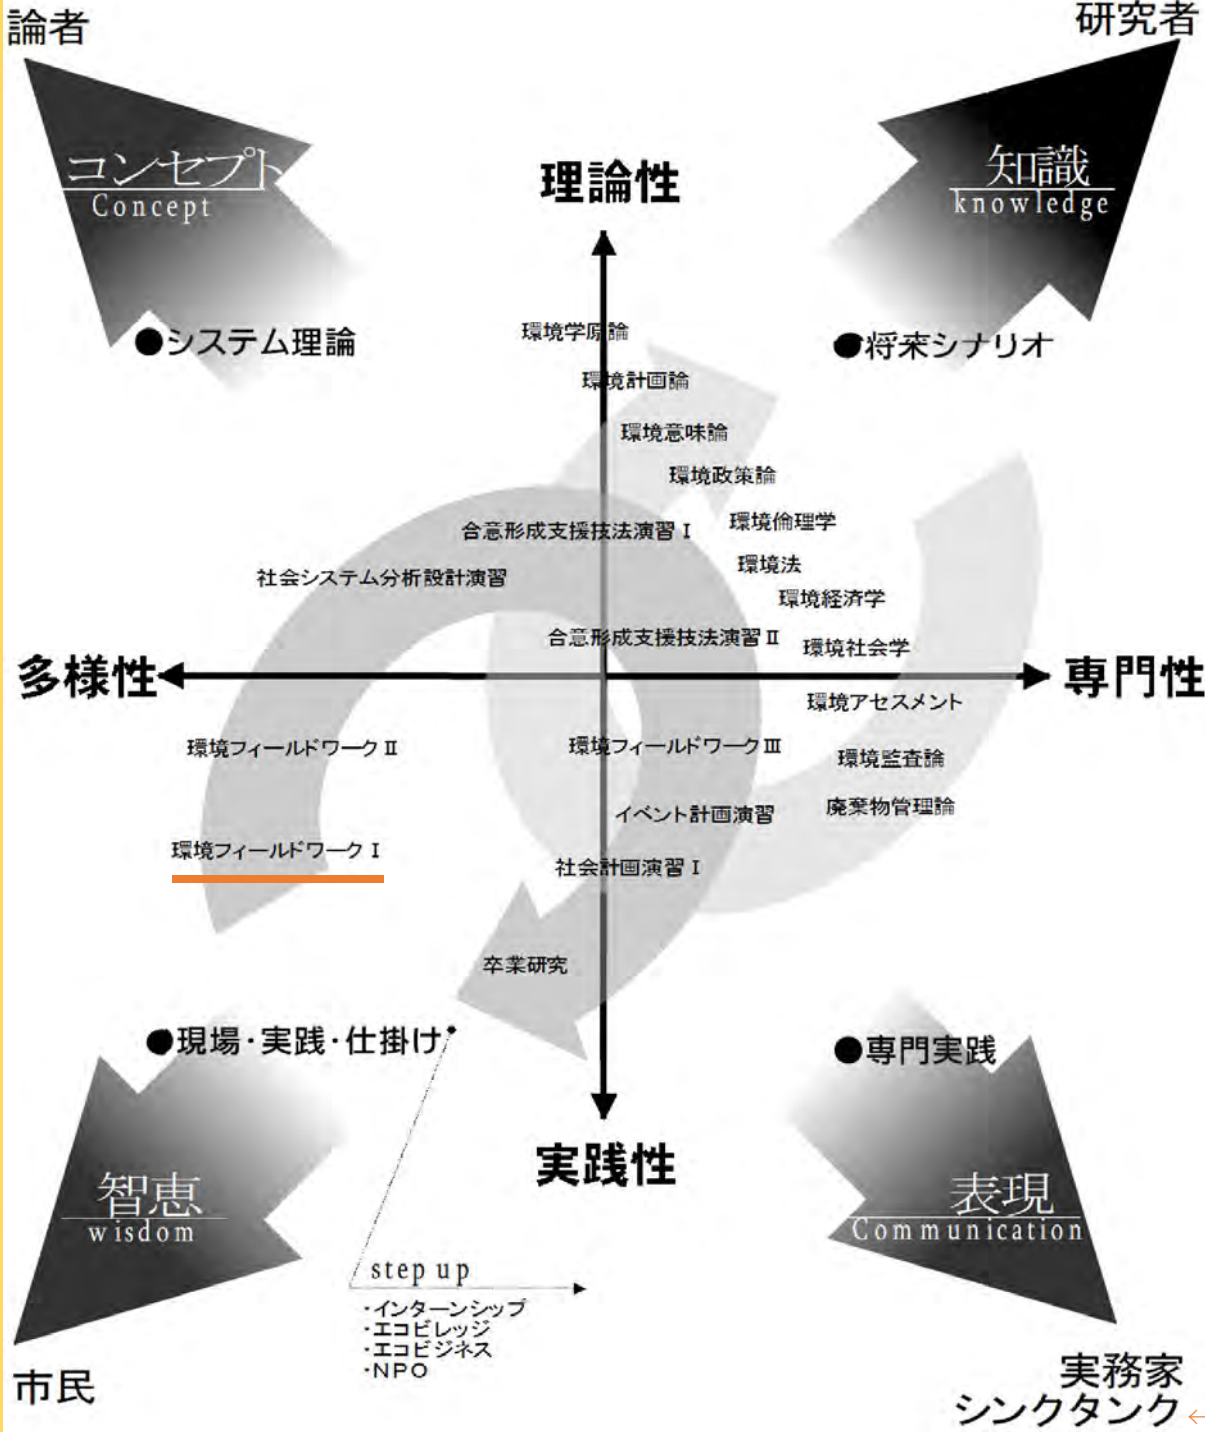 論者
研究者
コンセプト
Concept
理論性
知識
knowledge
環境学原論
●システム理論
●将来シナリオ
環境計画論
環境意味論
環境政策論
環境倫理学
合意形成支援技法演習Ⅰ
環境法
社会システム分析設計演習
環境経済学
合意形成支援技法演習Ⅱ
環境社会学
多様性
専門性
環境アセスメント
環境フィールドワークⅡ
環境フィールドワークⅢ
環境監査論
廃棄物管理論
イベント計画演習
環境フィールドワークⅠ
社会計画演習Ⅰ
卒業研究
●現場・実践・仕掛け
●専門実践
実践性
智恵
wisdom
表現
Communication
step up
・インターンシップ
・エコビレッジ
・エコビジネス
・NPO
市民
実務家
シンクタンク←